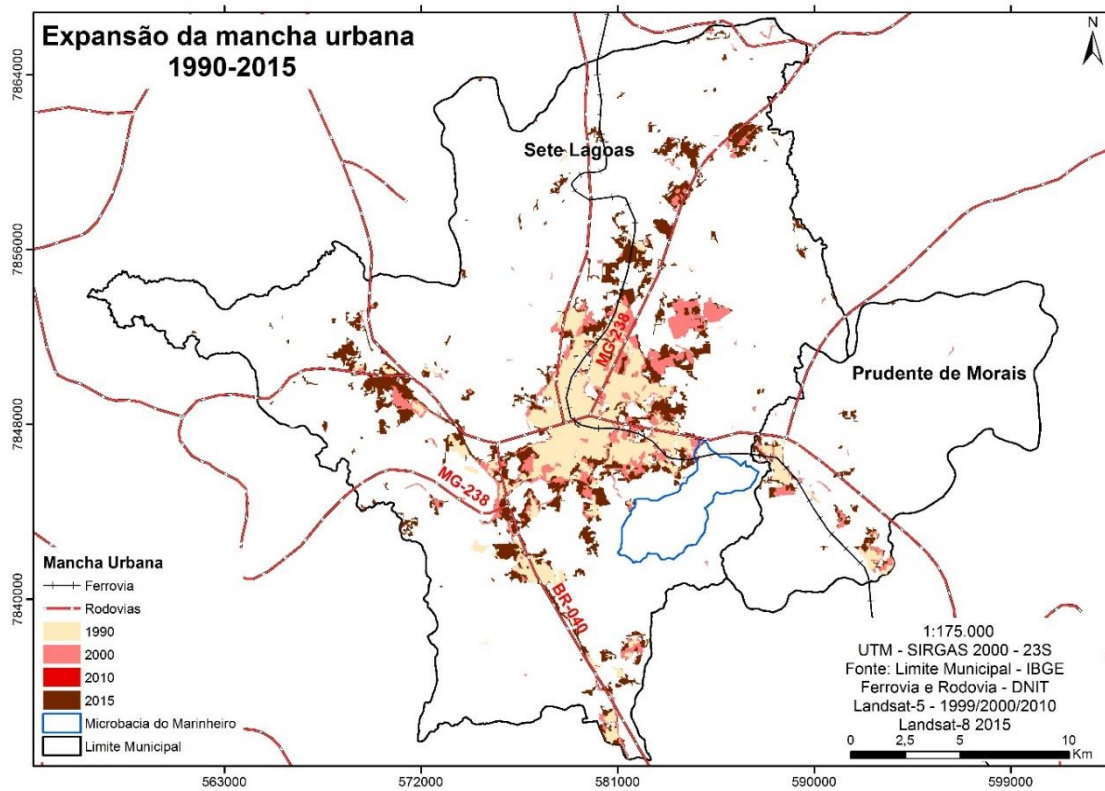 Expansão da mancha urbana
1990-2015
N
7864000
7856000
7848000
7840000
Sete Lagoas
Prudente de Morais
MG-238
MG-238
BR-040
Mancha Urbana
Ferrovia
Rodovias
1990
2000
2010
2015
Microbacia do Marinheiro
Limite Municipal
1:175.000
UTM - SIRGAS 2000 - 23S
Fonte: Limite Municipal - IBGE
Ferrovia e Rodovia - DNIT
Landsat-5 - 1999/2000/2010
Landsat-8 2015
0 2,5 5 10
Km
563000 572000 581000 590000 599000